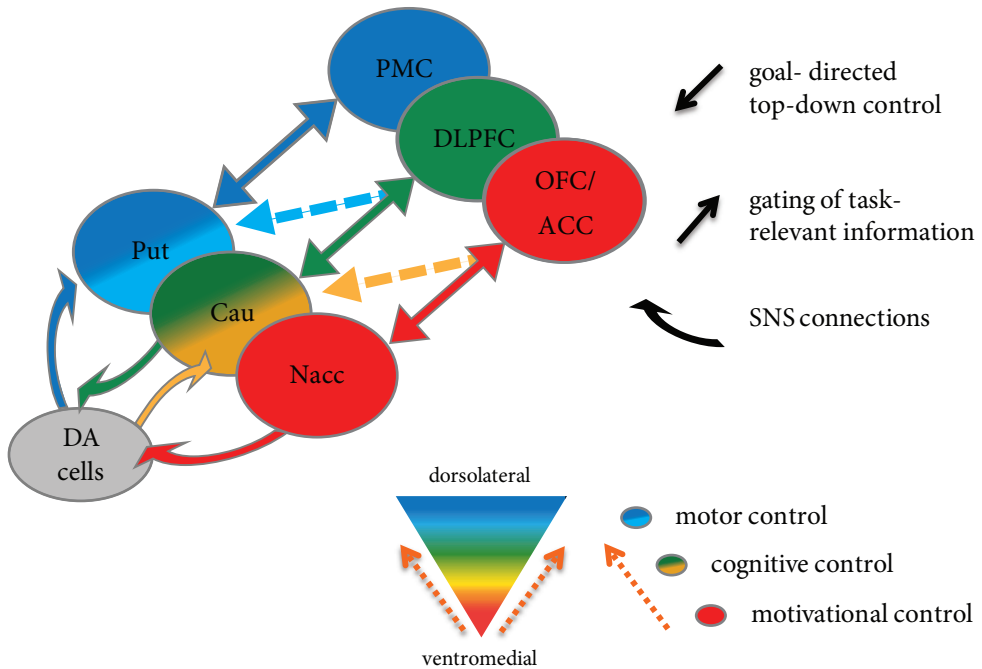 PMC
DLPFC
OFC/
ACC
Put
Cau
Nacc
DA
cells
goal- directed
top-down control
gating of task-
relevant information
SNS connections
dorsolateral
ventromedial
motor control
cognitive control
motivational control